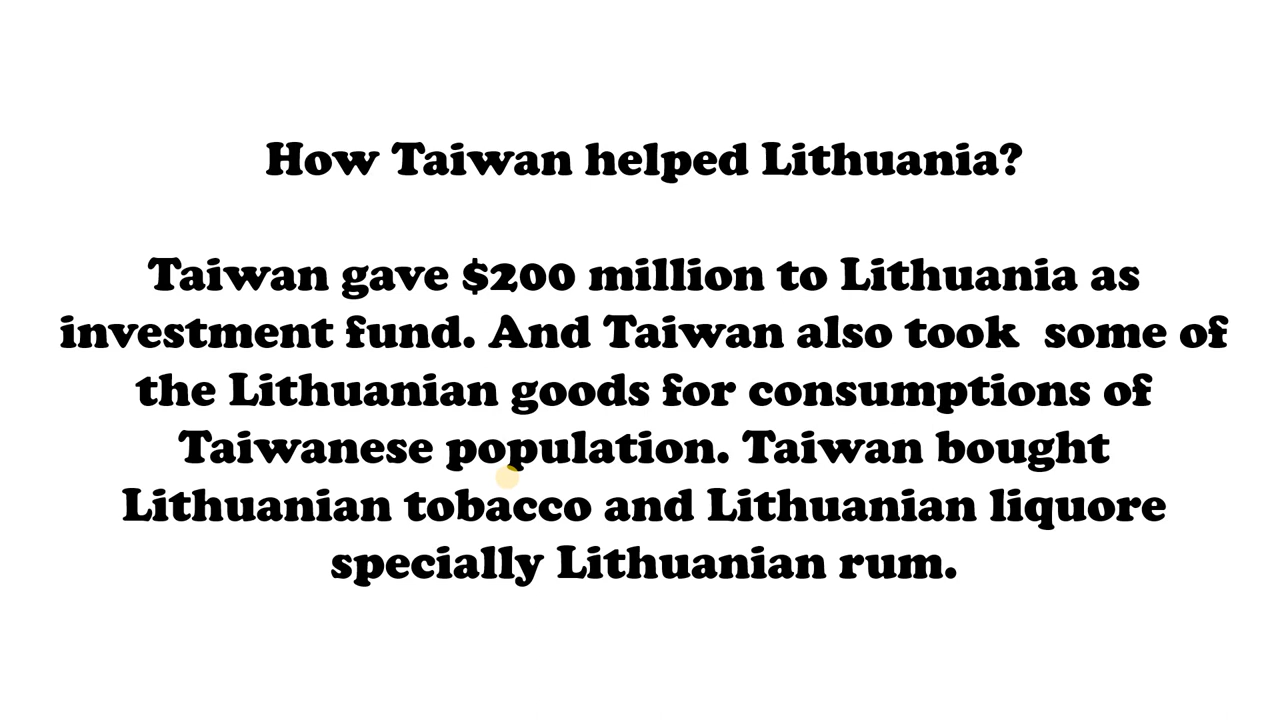 How Taiwan helped Lithuania?
Taiwan gave $200 million to Lithuania as
investment fund. And Taiwan also took  some of
the Lithuanian goods for consumptions of
Taiwanese population. Taiwan bought
Lithuanian tobacco and Lithuanian liquore
specially Lithuanian rum.